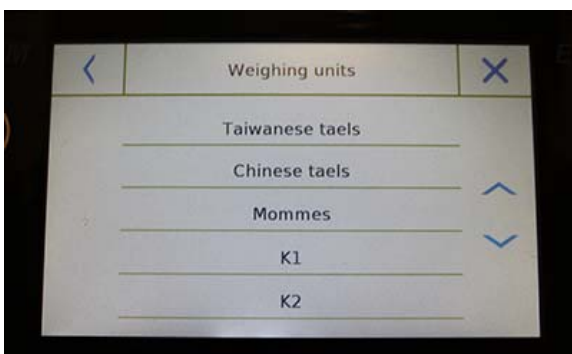 Weighing units
Taiwanese taels
Chinese taels
Mommes
K1
K2